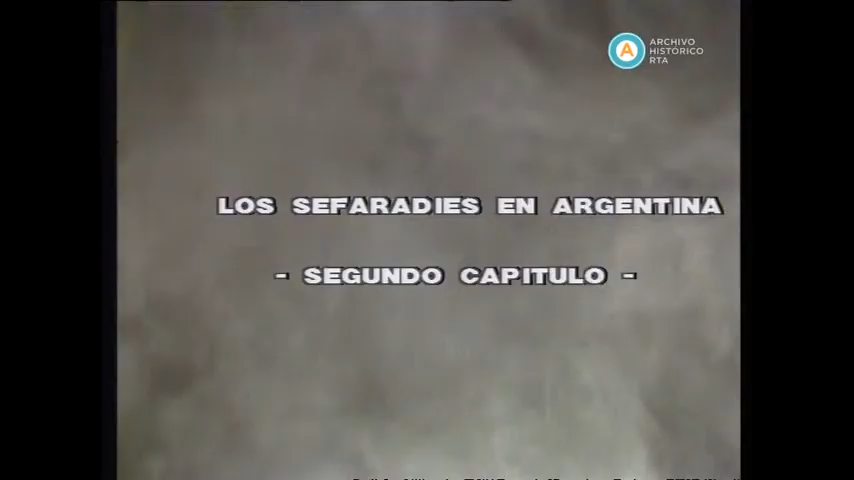 A
ARCHIVO
HISTÓRICO
RTA
LOS SEFARADIES EN ARGENTINA
- SEGUNDO CAPITULO -